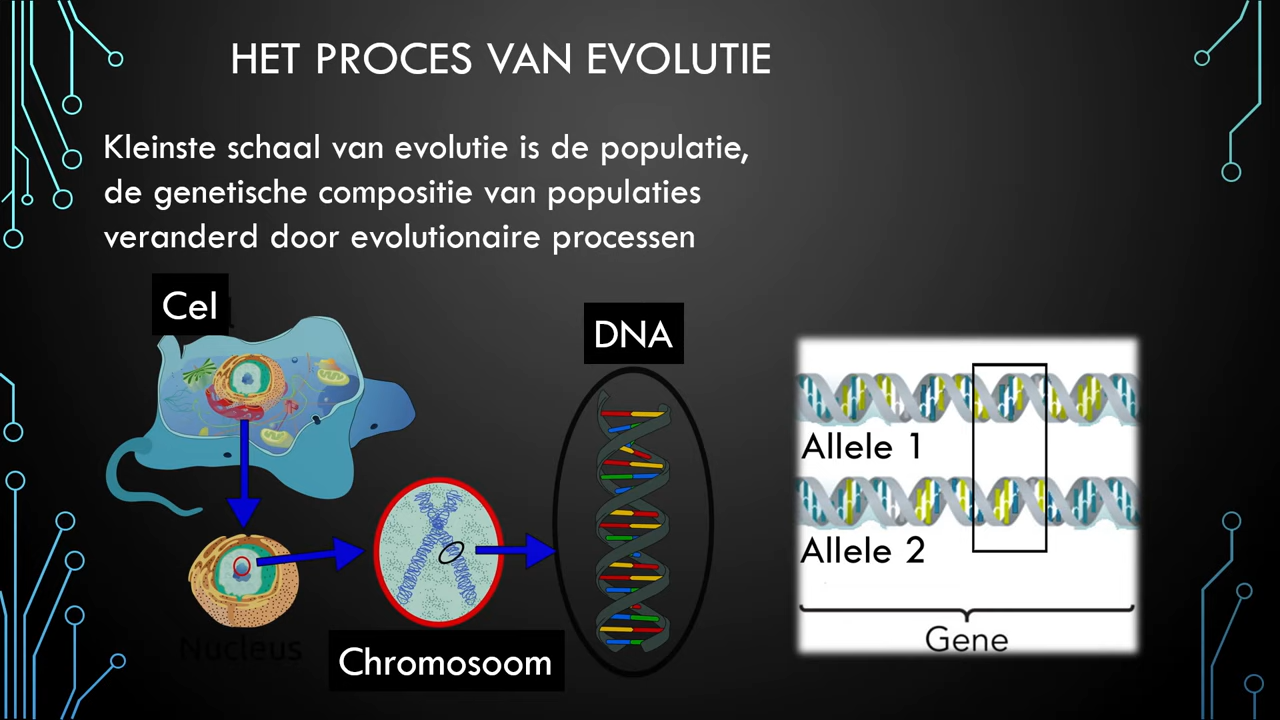 HET PROCES VAN EVOLUTIE
Kleinste schaal van evolutie is de populatie,
de genetische compositie van populaties
veranderd door evolutionaire processen
Cel
DNA
Allele 1
Allele 2
Gene
Nucleus
Chromosoom